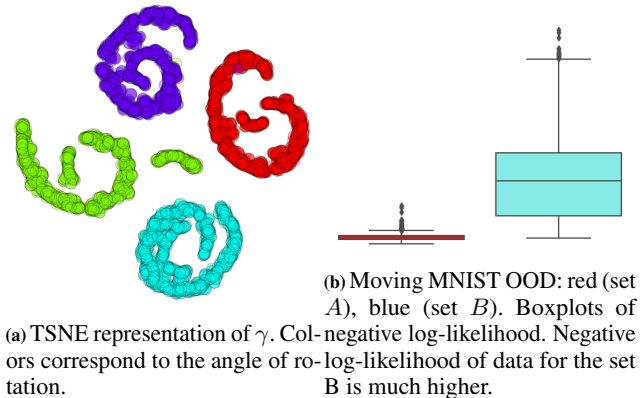 (a) TSNE representation of γ. Col-
ors correspond to the angle of ro-
tation.
(b) Moving MNIST OOD: red (set
A), blue (set B). Boxplots of
negative log-likelihood. Negative
log-likelihood of data for the set
B is much higher.